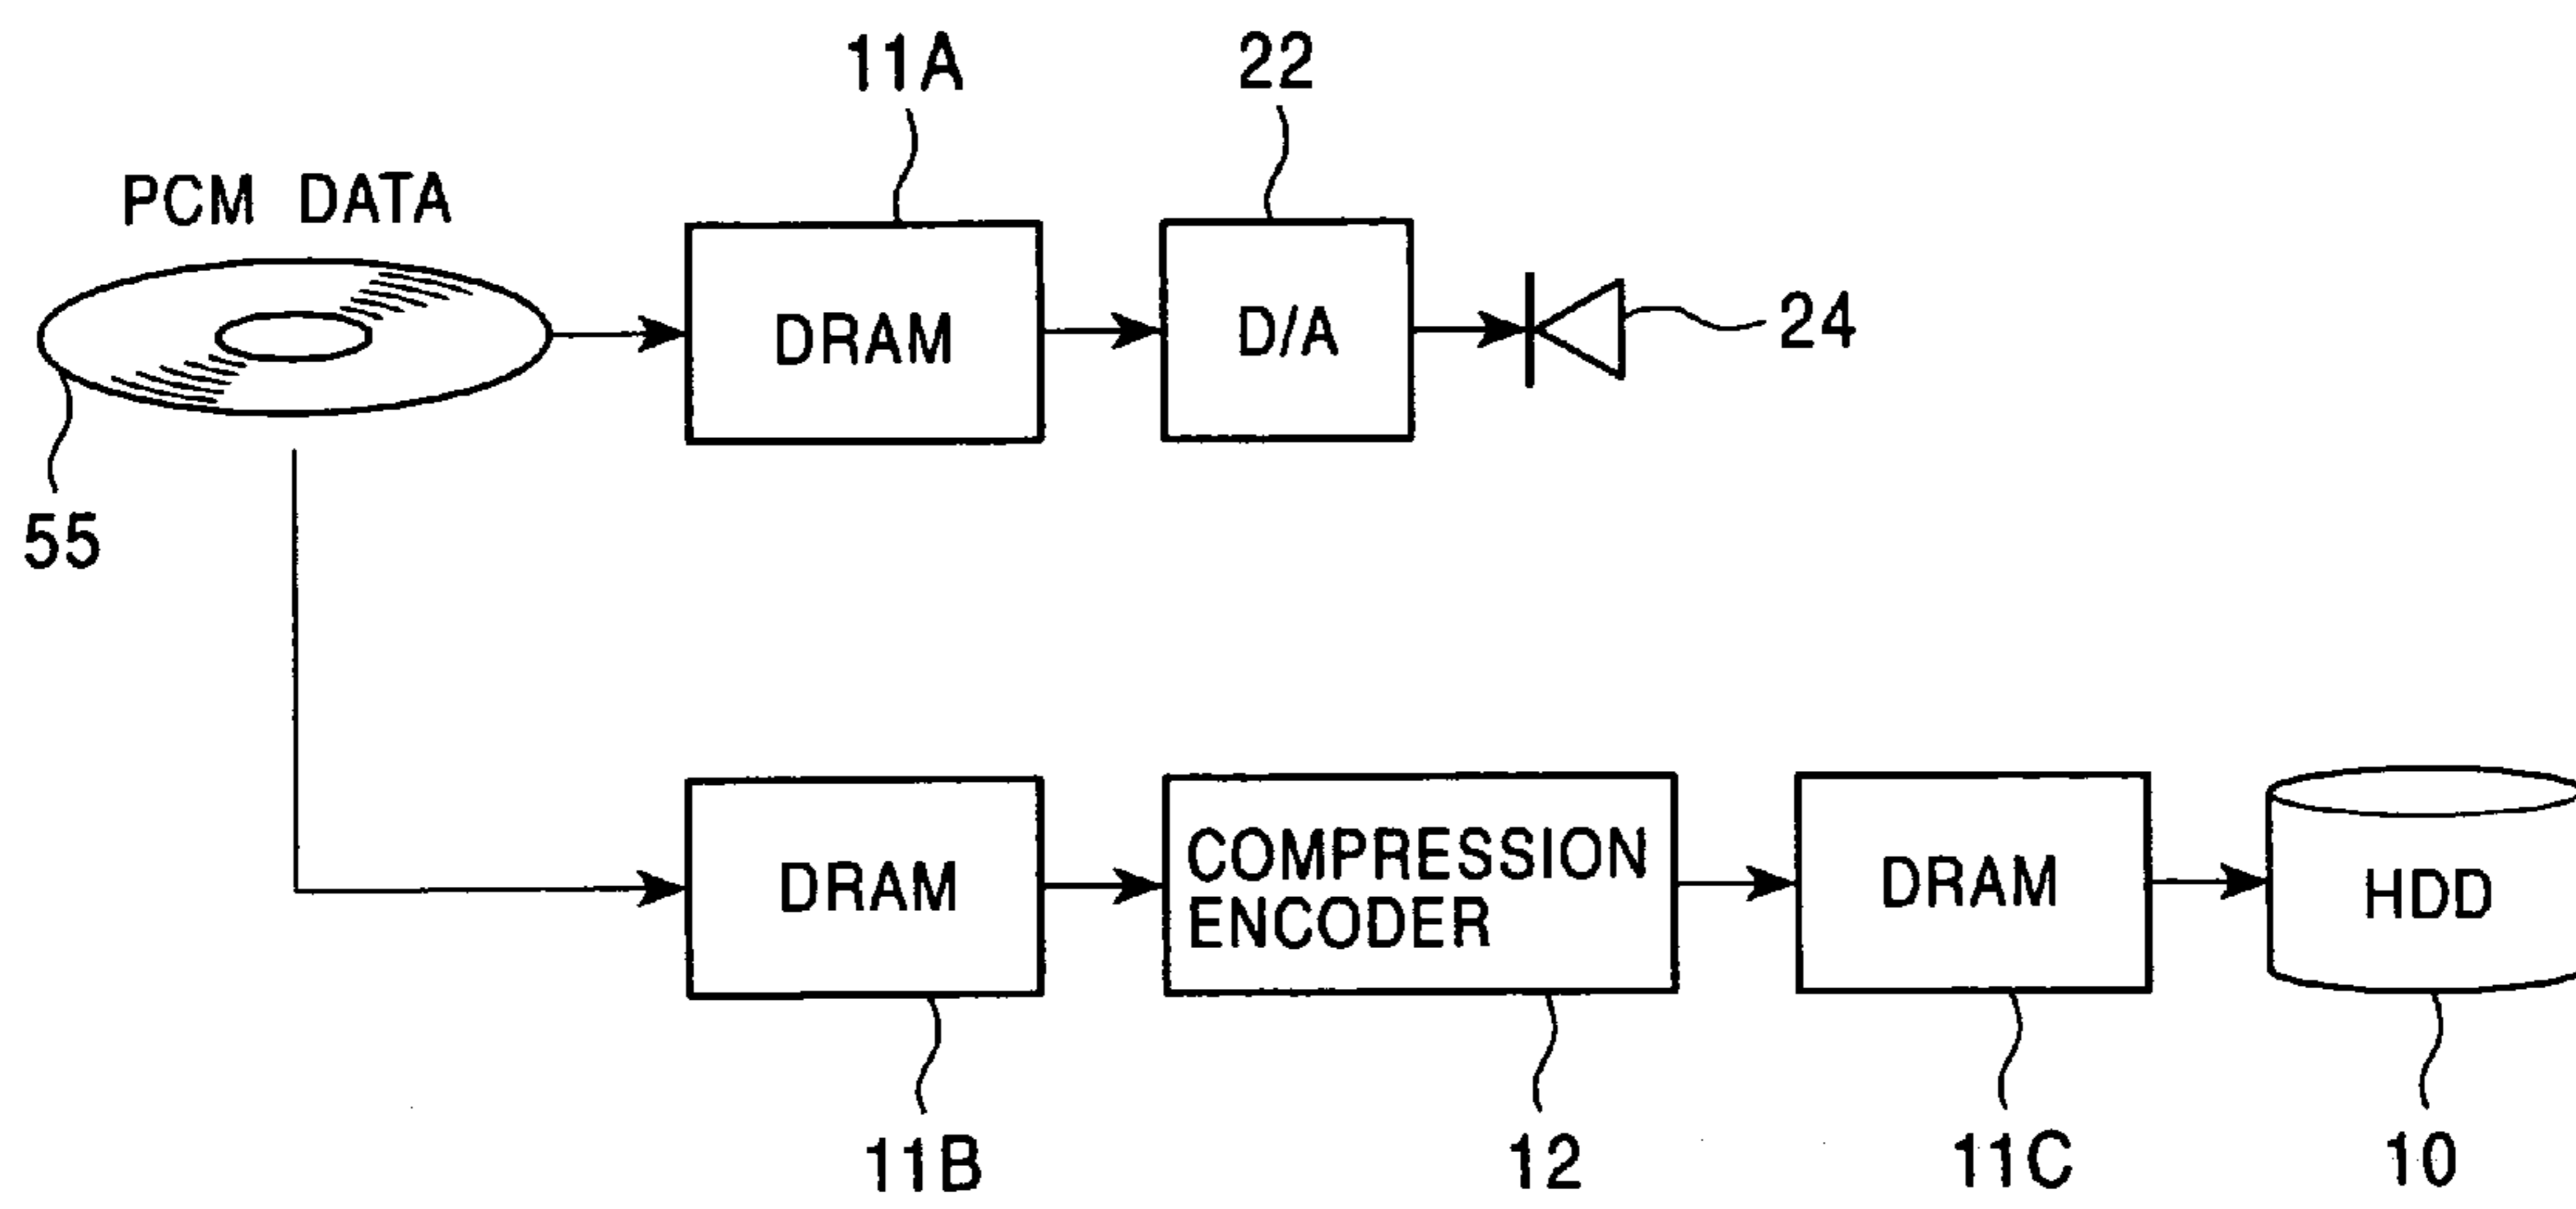 11A
22
PCM DATA
DRAM
D/A
24
55
DRAM
COMPRESSION
ENCODER
DRAM
HDD
11B
12
11C
10